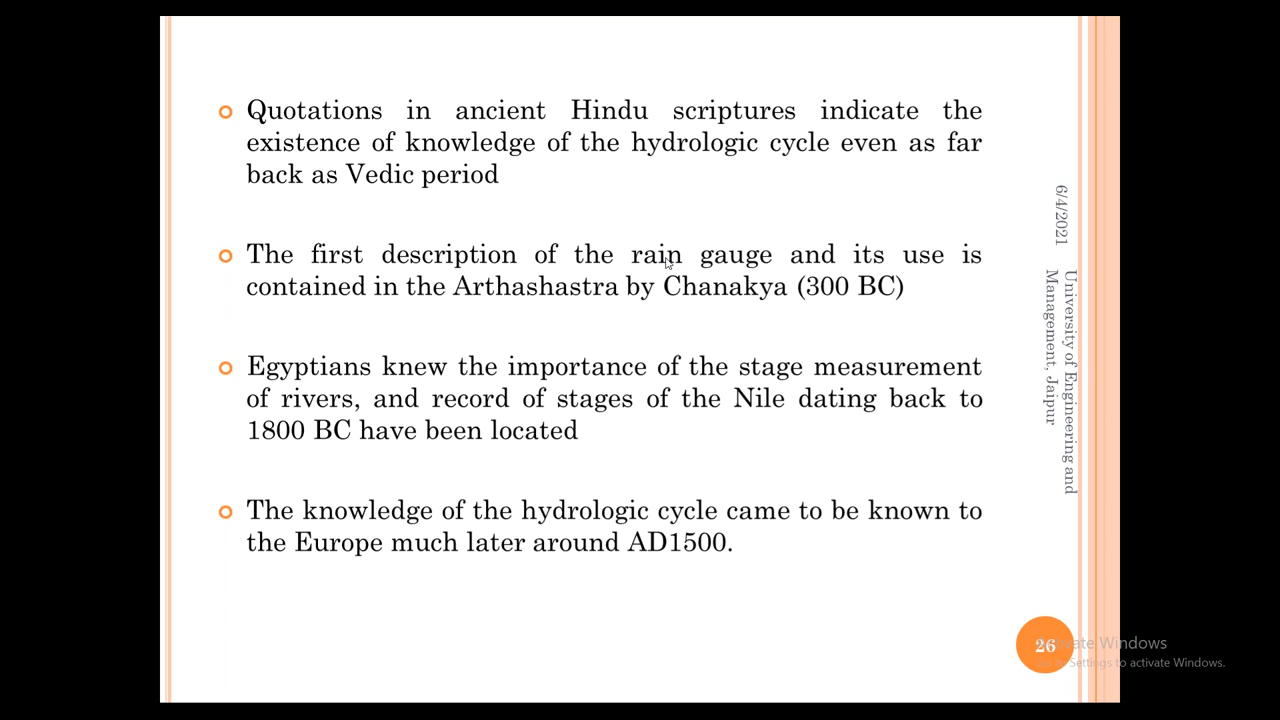 Quotations in ancient Hindu scriptures indicate the
existence of knowledge of the hydrologic cycle even as far
back as Vedic period
The first description of the rain gauge and its use is
contained in the Arthashastra by Chanakya (300 BC)
Egyptians knew the importance of the stage measurement
of rivers, and record of stages of the Nile dating back to
1800 BC have been located
The knowledge of the hydrologic cycle came to be known to
the Europe much later around AD1500.
6/4/2021
University of Engineering and
Management, Jaipur
26
Windows
Settings to activate Windows.